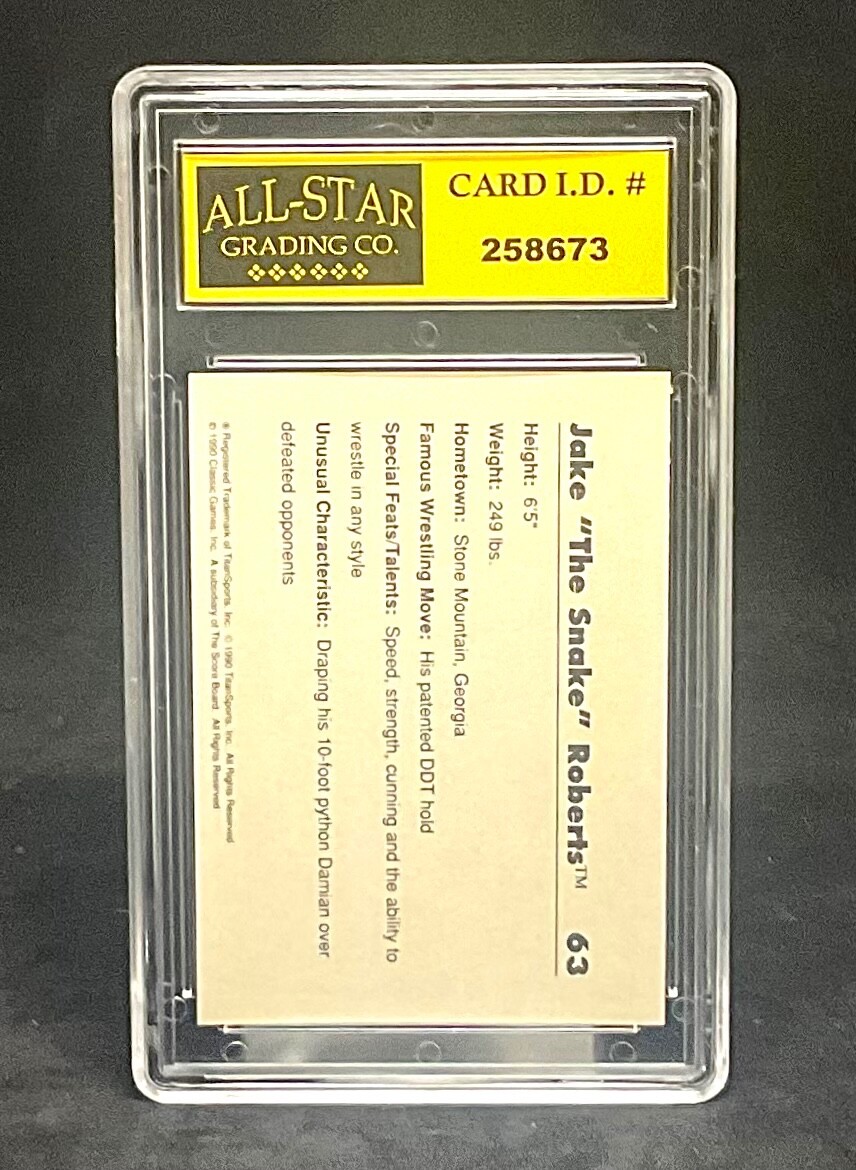 ALL-STAR
GRADING CO.
CARD I.D. #
258673
Jake "The Snake" Roberts™ 63
Height: 6'5"
Weight: 249 lbs.
Hometown: Stone Mountain, Georgia
Famous Wrestling Move: His patented DDT hold
Special Feats/Talents: Speed, strength, cunning and the ability to
wrestle in any style
Unusual Characteristic: Draping his 10-foot python Damian over
defeated opponents
® Registered Trademark of TitanSports, Inc. © 1990 TitanSports, Inc. All Rights Reserved
© 1990 Classic Games, Inc. A subsidiary of The Score Board. All Rights Reserved